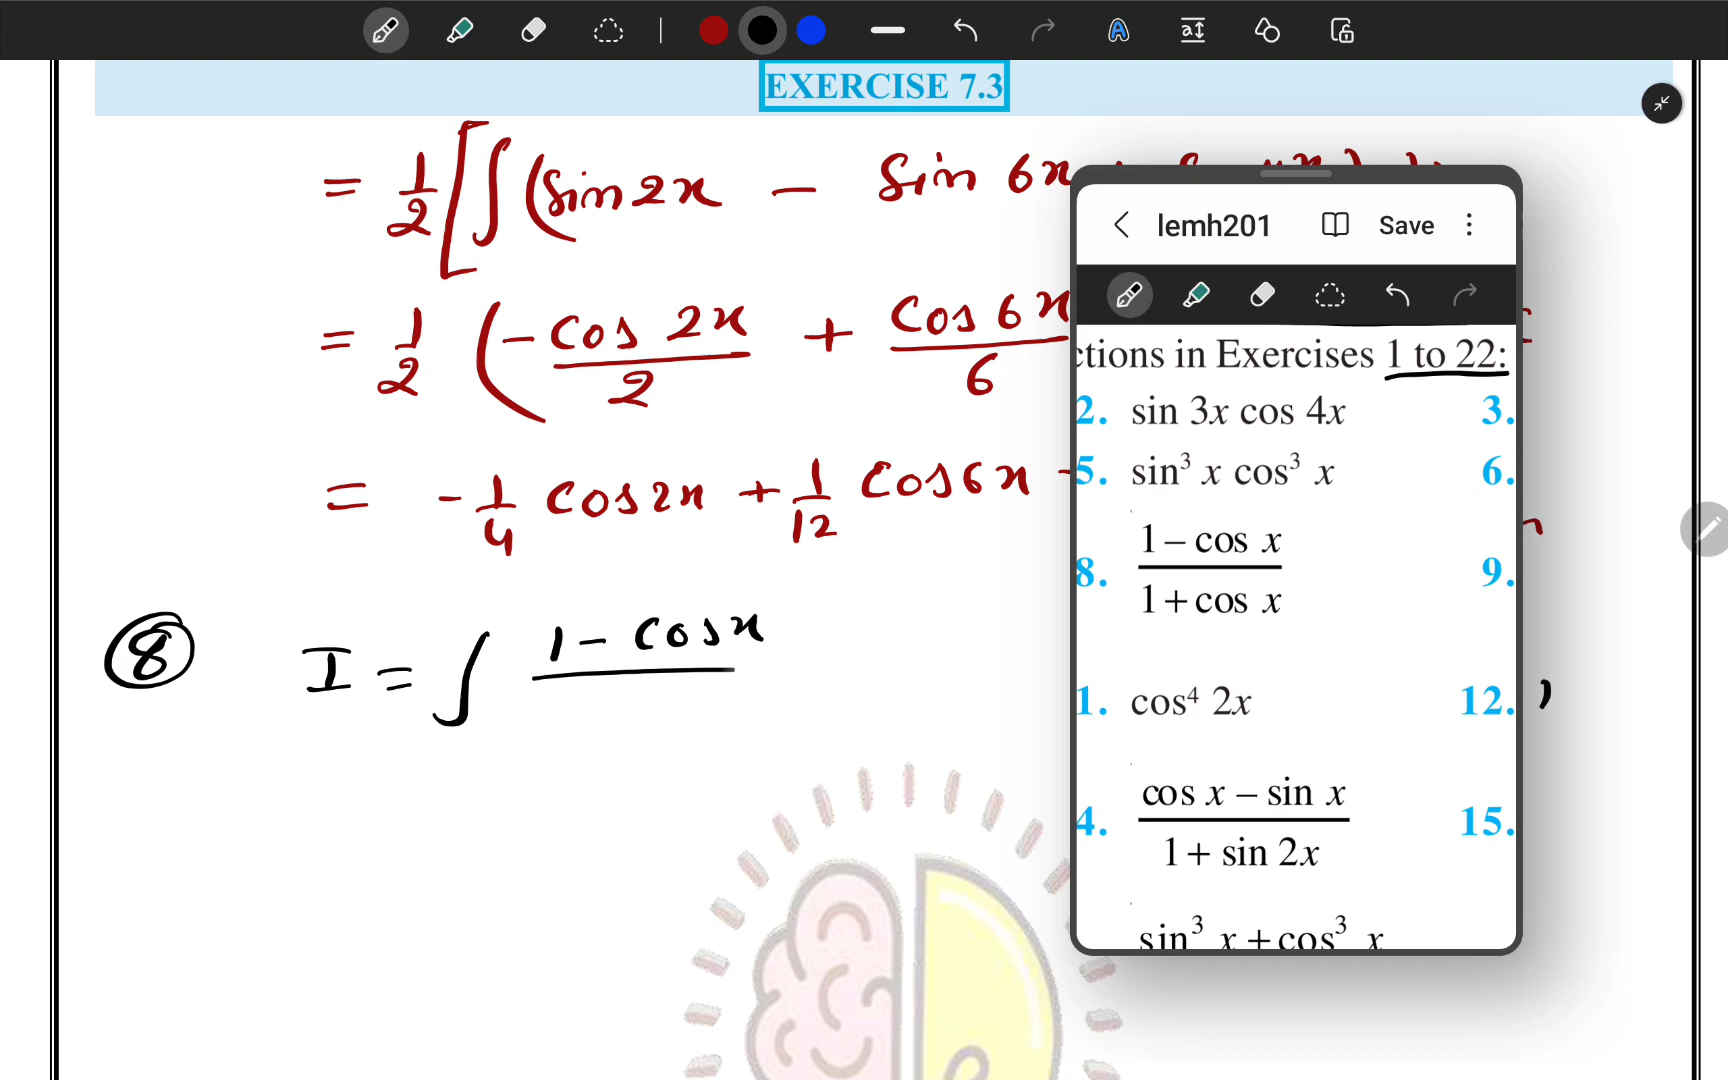 EXERCISE 7.3
= 1/2 [ ∫ (sin 2x - sin 6x
= 1/2 ( -cos 2x/2 + cos 6x/6
= -1/4 cos 2x + 1/12 cos 6x
⑧ I = ∫ 1 - cos x
lemh201 Save
ctions in Exercises 1 to 22:
2. sin 3x cos 4x 3.
5. sin³ x cos³ x 6.
8. 1 – cos x / 1 + cos x 9.
1. cos⁴ 2x 12.
4. cos x – sin x / 1 + sin 2x 15.
sin³ x + cos³ x